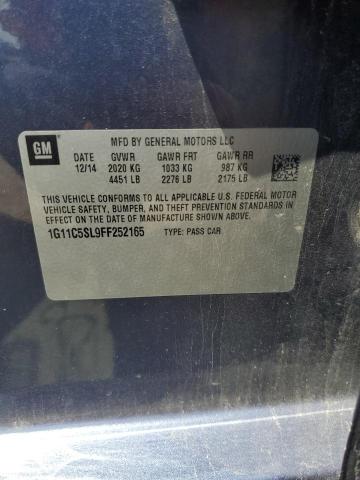 GM
MFD BY GENERAL MOTORS LLC
DATE GVWR GAWR FRT GAWR RR
12/14 2020 KG 1033 KG 987 KG
4451 LB 2276 LB 2175 LB
THIS VEHICLE CONFORMS TO ALL APPLICABLE U.S. FEDERAL MOTOR
VEHICLE SAFETY, BUMPER, AND THEFT PREVENTION STANDARDS IN
EFFECT ON THE DATE OF MANUFACTURE SHOWN ABOVE.
1G11C5SL9FF252165 TYPE: PASS CAR